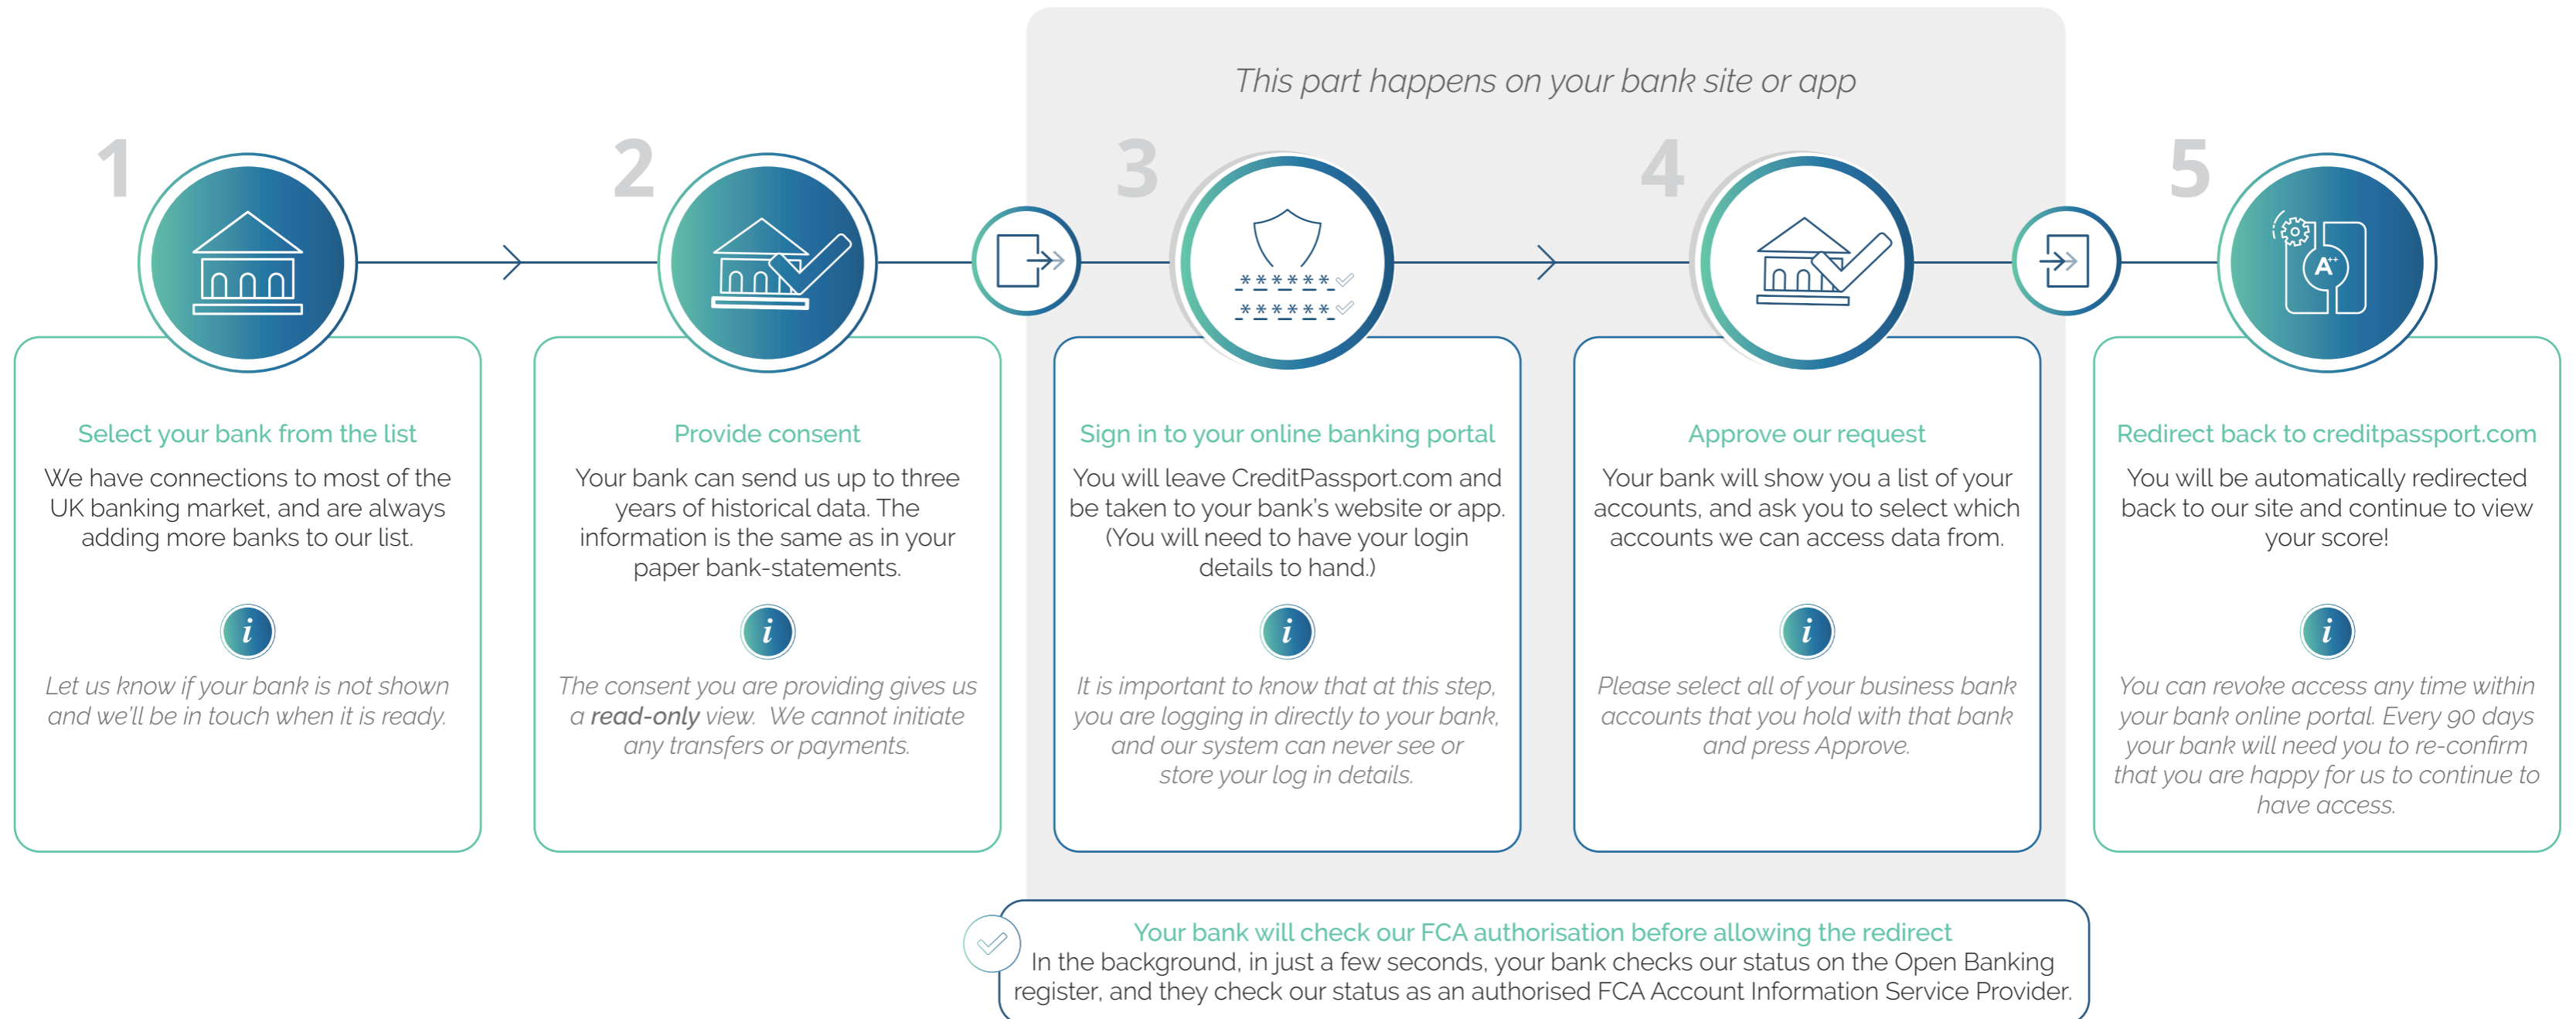 This part happens on your bank site or app
1
2
3
4
5
******
******
A++
Select your bank from the list
We have connections to most of the
UK banking market, and are always
adding more banks to our list.
i
Let us know if your bank is not shown
and we'll be in touch when it is ready.
Provide consent
Your bank can send us up to three
years of historical data. The
information is the same as in your
paper bank-statements.
i
The consent you are providing gives us
a read-only view. We cannot initiate
any transfers or payments.
Sign in to your online banking portal
You will leave CreditPassport.com and
be taken to your bank's website or app.
(You will need to have your login
details to hand.)
i
It is important to know that at this step,
you are logging in directly to your bank,
and our system can never see or
store your log in details.
Approve our request
Your bank will show you a list of your
accounts, and ask you to select which
accounts we can access data from.
i
Please select all of your business bank
accounts that you hold with that bank
and press Approve.
Redirect back to creditpassport.com
You will be automatically redirected
back to our site and continue to view
your score!
i
You can revoke access any time within
your bank online portal. Every 90 days
your bank will need you to re-confirm
that you are happy for us to continue to
have access.
Your bank will check our FCA authorisation before allowing the redirect
In the background, in just a few seconds, your bank checks our status on the Open Banking
register, and they check our status as an authorised FCA Account Information Service Provider.